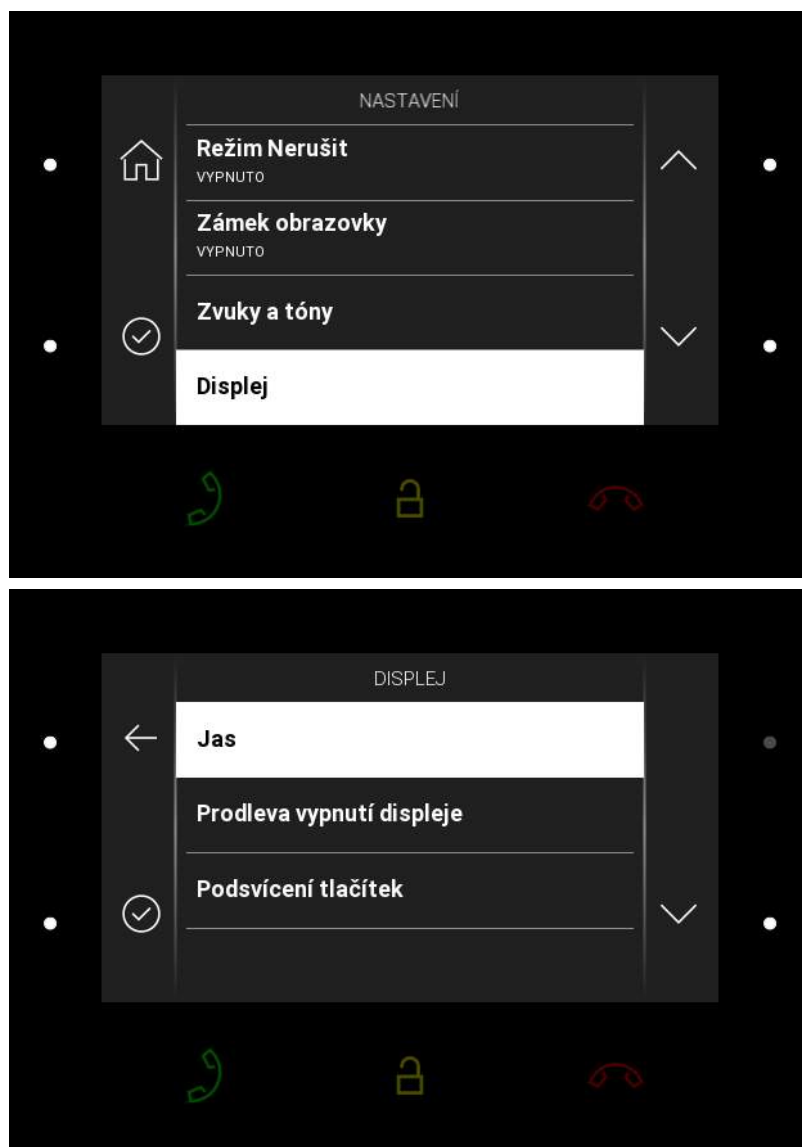 NASTAVENÍ
Režim Nerušit
VYPNUTO
Zámek obrazovky
VYPNUTO
Zvuky a tóny
Displej
DISPLEJ
Jas
Prodleva vypnutí displeje
Podsvícení tlačítek